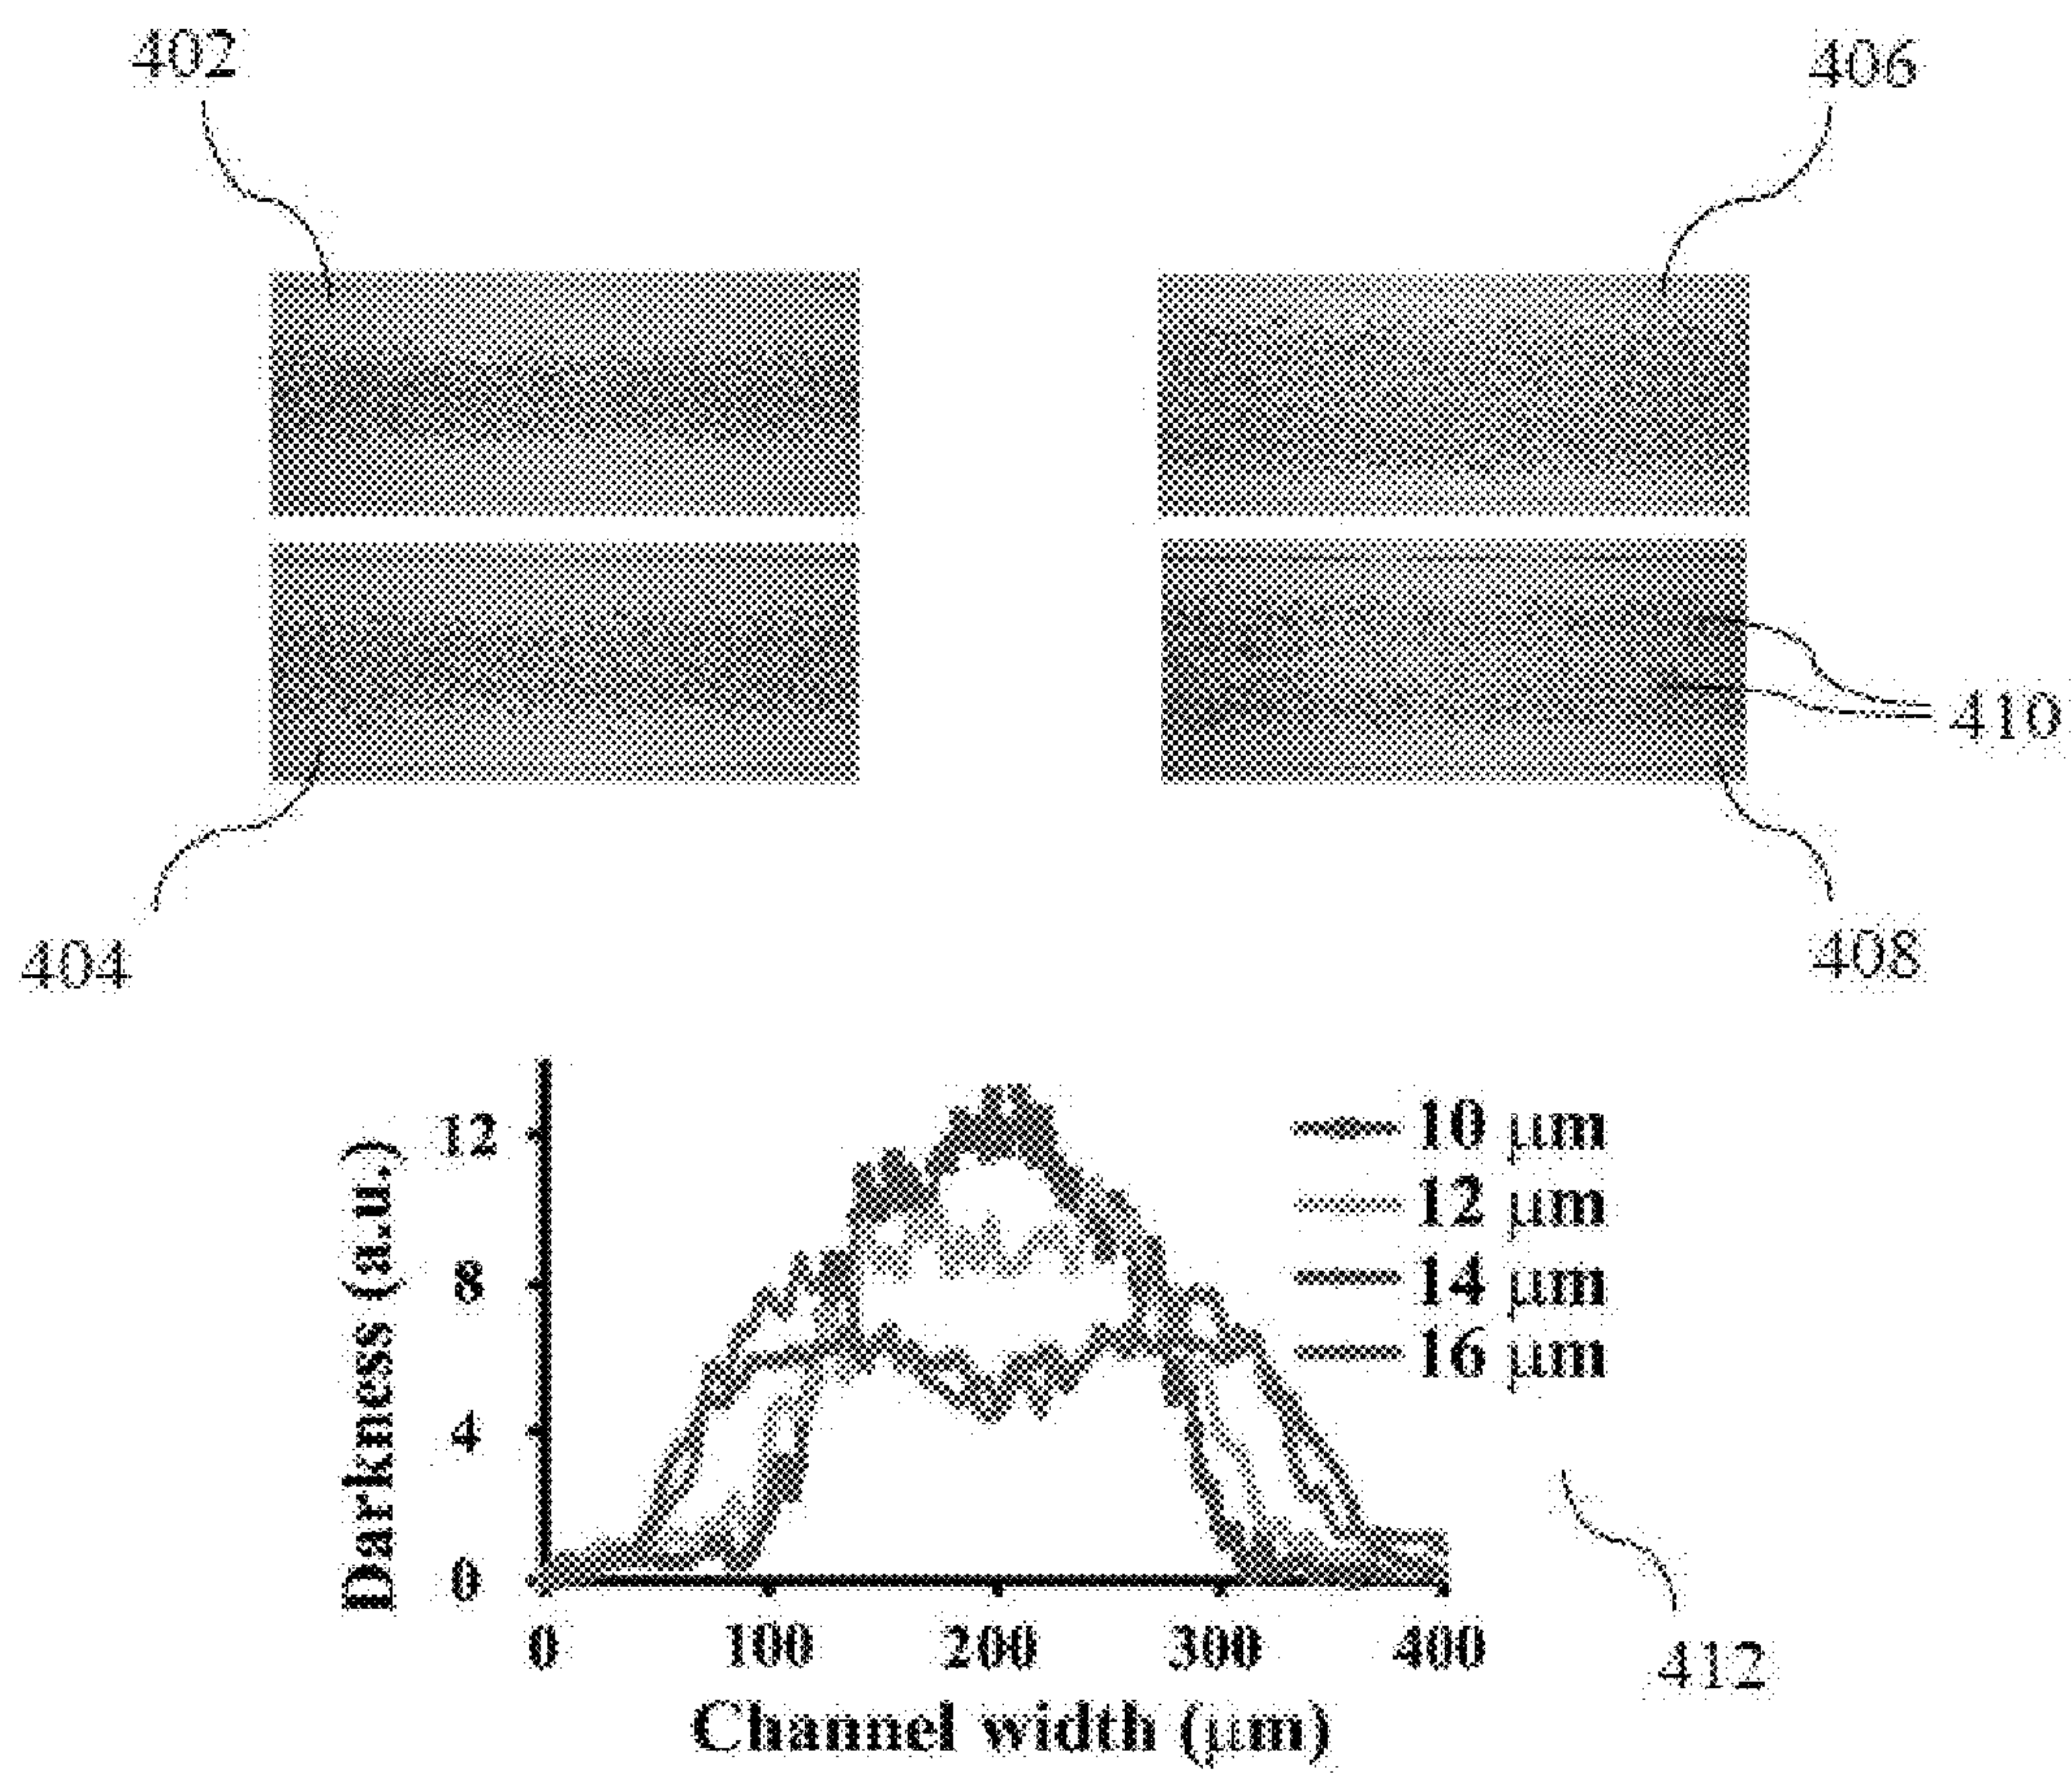 402
406
410
404
408
Darkness (a.u.)
12
8
4
0
10 μm
12 μm
14 μm
16 μm
0 100 200 300 400
Channel width (μm)
412